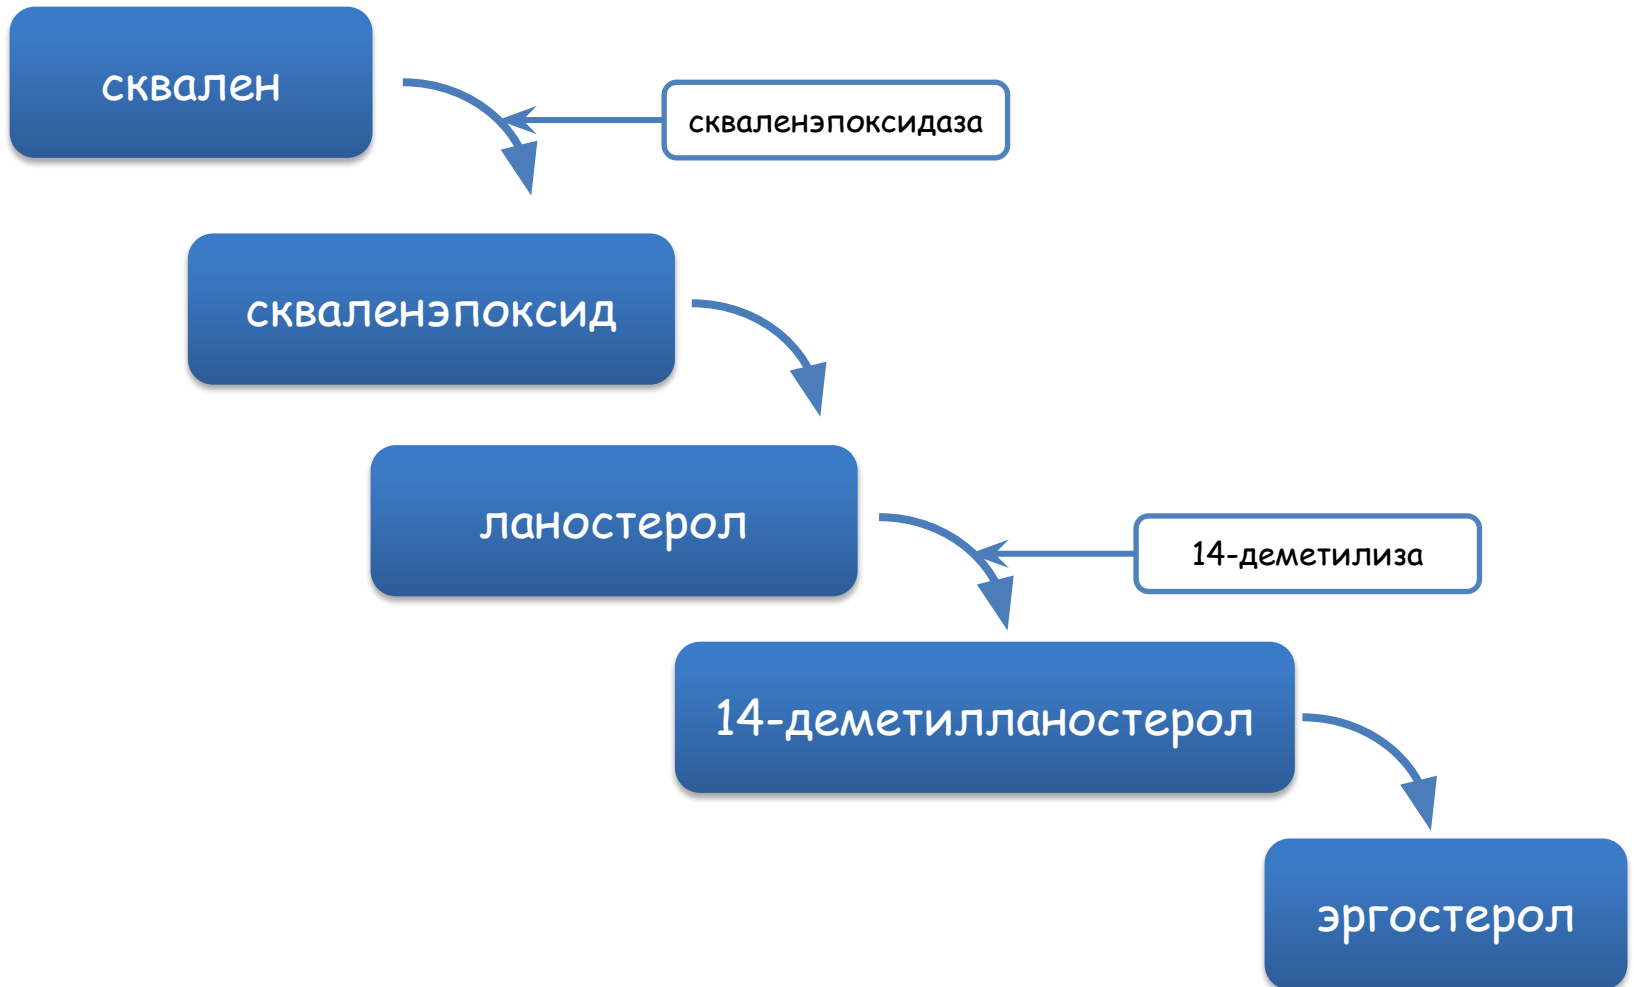 сквален
скваленэпоксидаза
скваленэпоксид
ланостерол
14-деметилиза
14-деметилланостерол
эргостерол